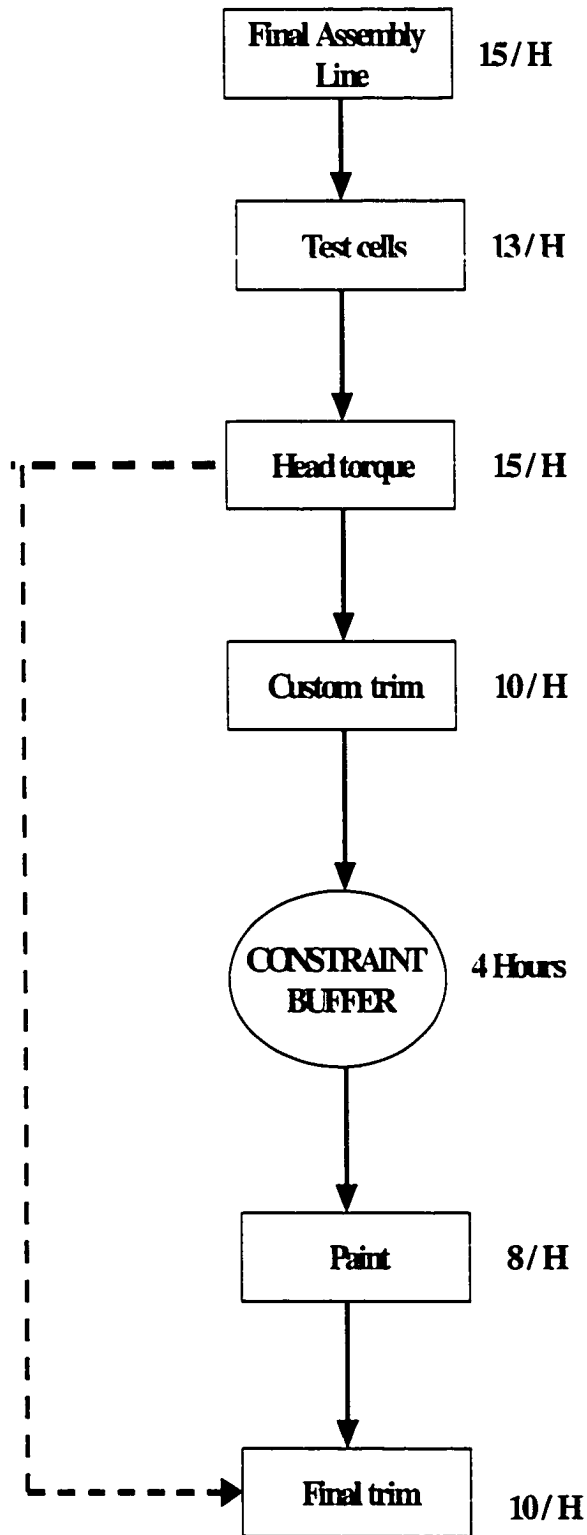 Final Assembly
Line
15 / H
Test cells
13 / H
Head torque
15 / H
Custom trim
10 / H
CONSTRAINT
BUFFER
4 Hours
Paint
8 / H
Final trim
10 / H